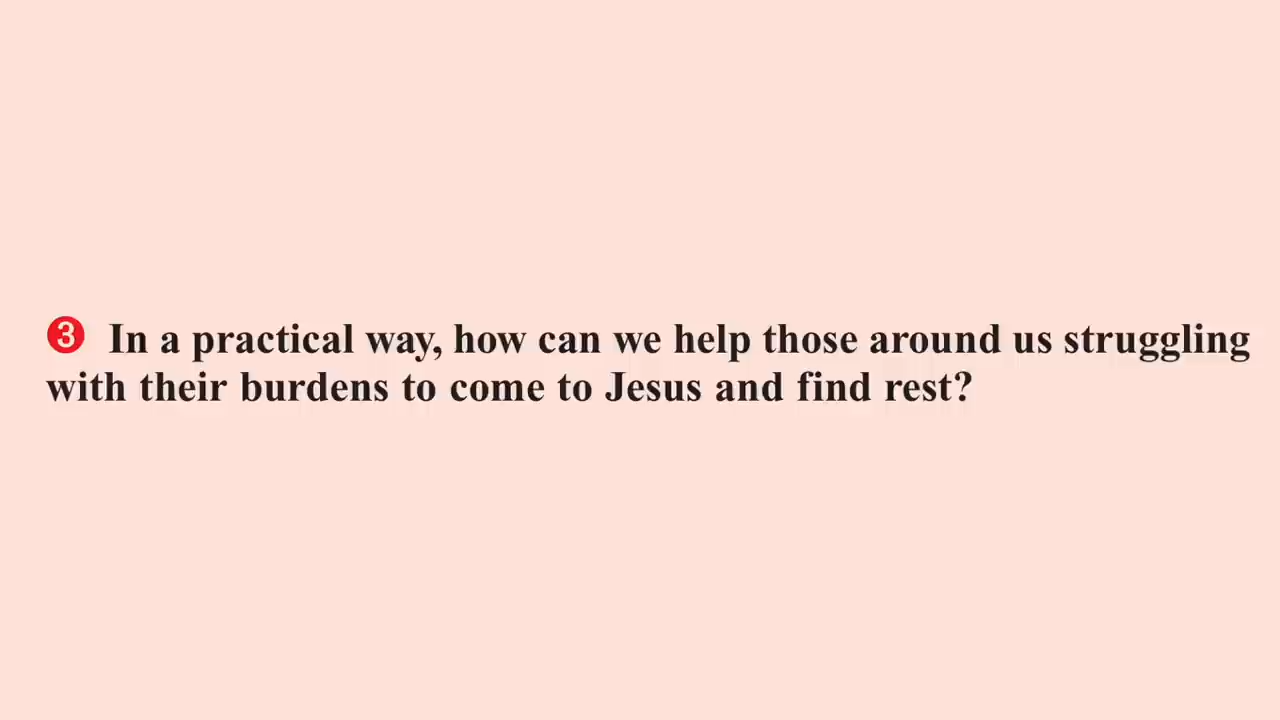 ❸ In a practical way, how can we help those around us struggling
with their burdens to come to Jesus and find rest?